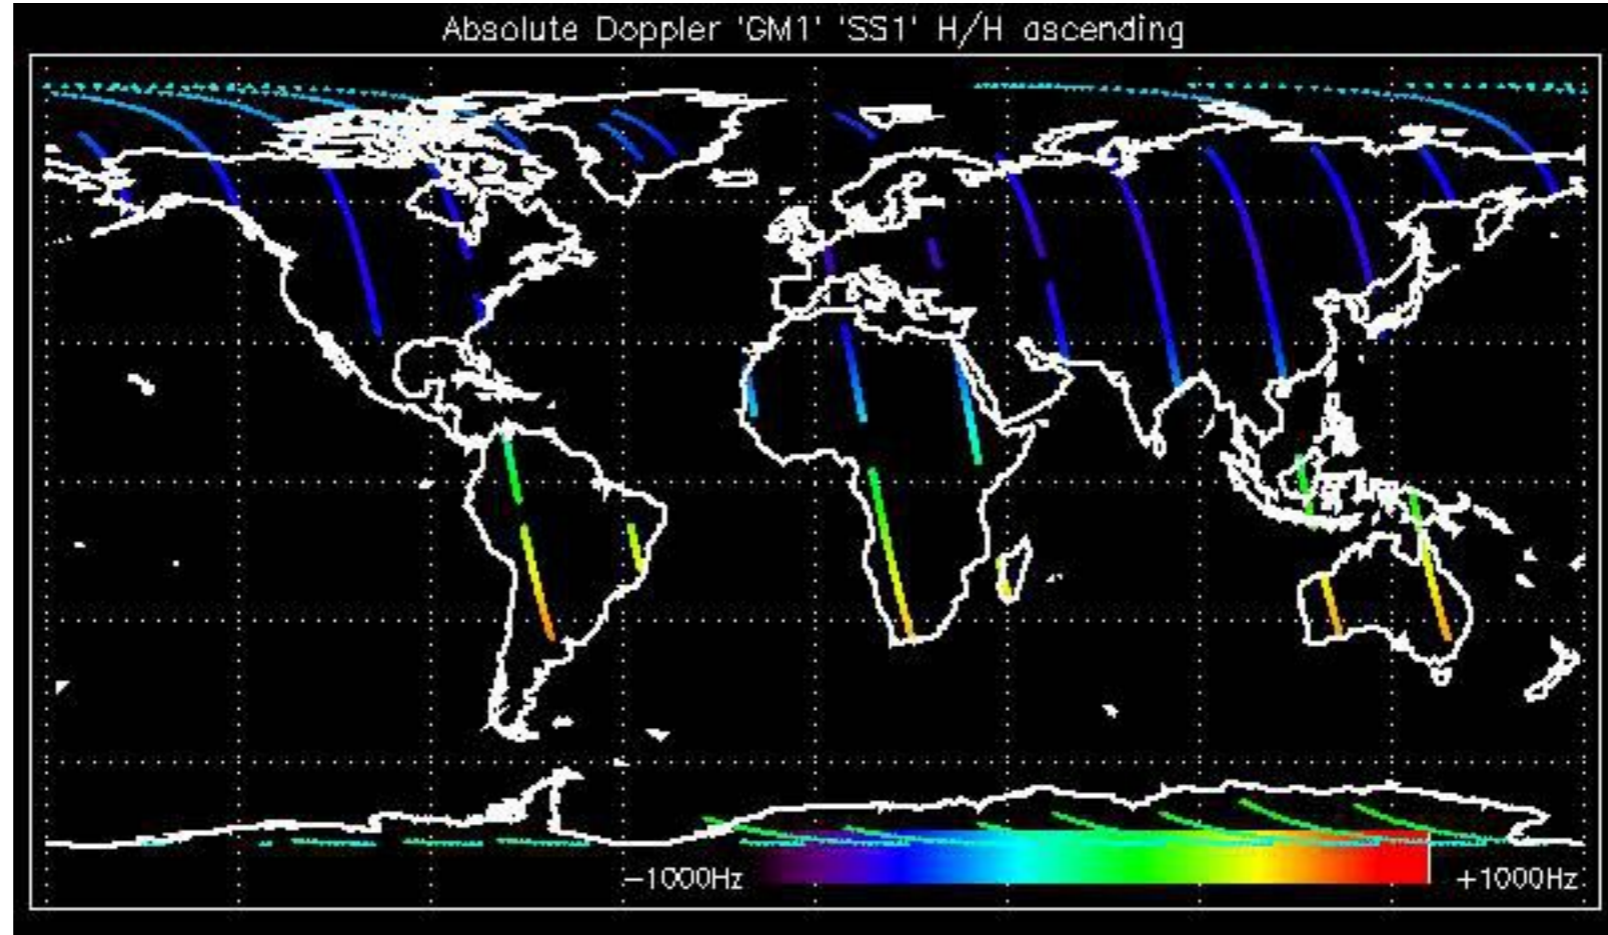 Absolute Doppler 'GM1' 'SS1' H/H ascending
−1000Hz
+1000Hz